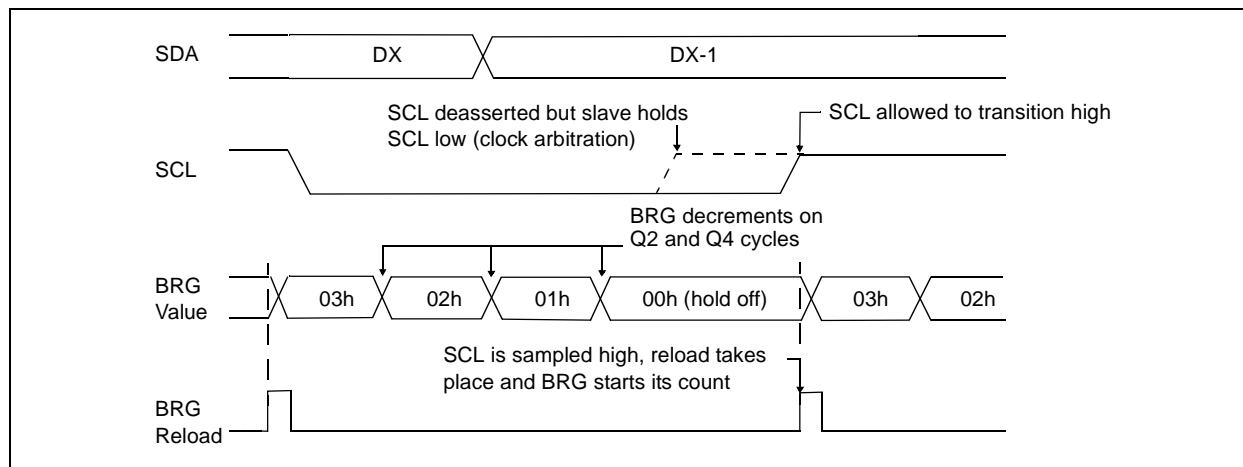 SDA
DX
DX-1
SCL deasserted but slave holds
SCL low (clock arbitration)
SCL allowed to transition high
SCL
BRG decrements on
Q2 and Q4 cycles
BRG
Value
03h
02h
01h
00h (hold off)
03h
02h
SCL is sampled high, reload takes
place and BRG starts its count
BRG
Reload